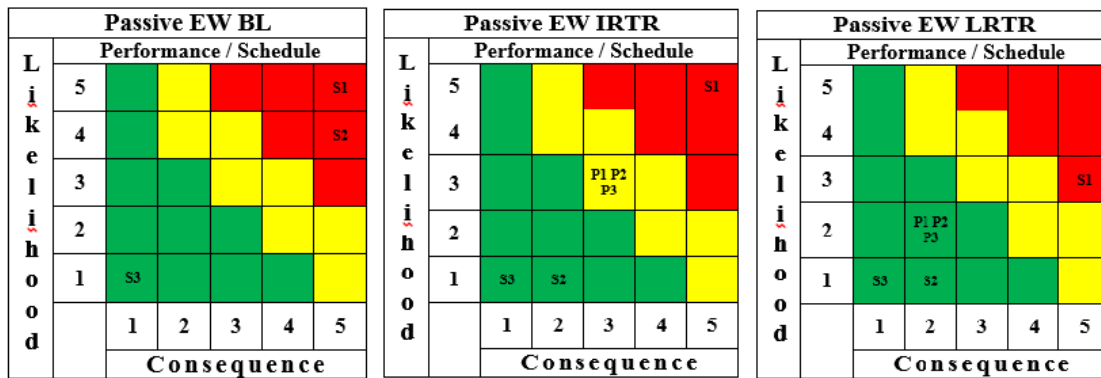 Passive EW BL
Performance / Schedule
Likelihood
5 S1
4 S2
3
2
1 S3
1 2 3 4 5
Consequence
Passive EW IRTR
Performance / Schedule
Likelihood
5 S1
4
3 P1 P2
P3
2
1 S3 S2
1 2 3 4 5
Consequence
Passive EW LRTR
Performance / Schedule
Likelihood
5
4
3 S1
2 P1 P2
P3
1 S3 S2
1 2 3 4 5
Consequence